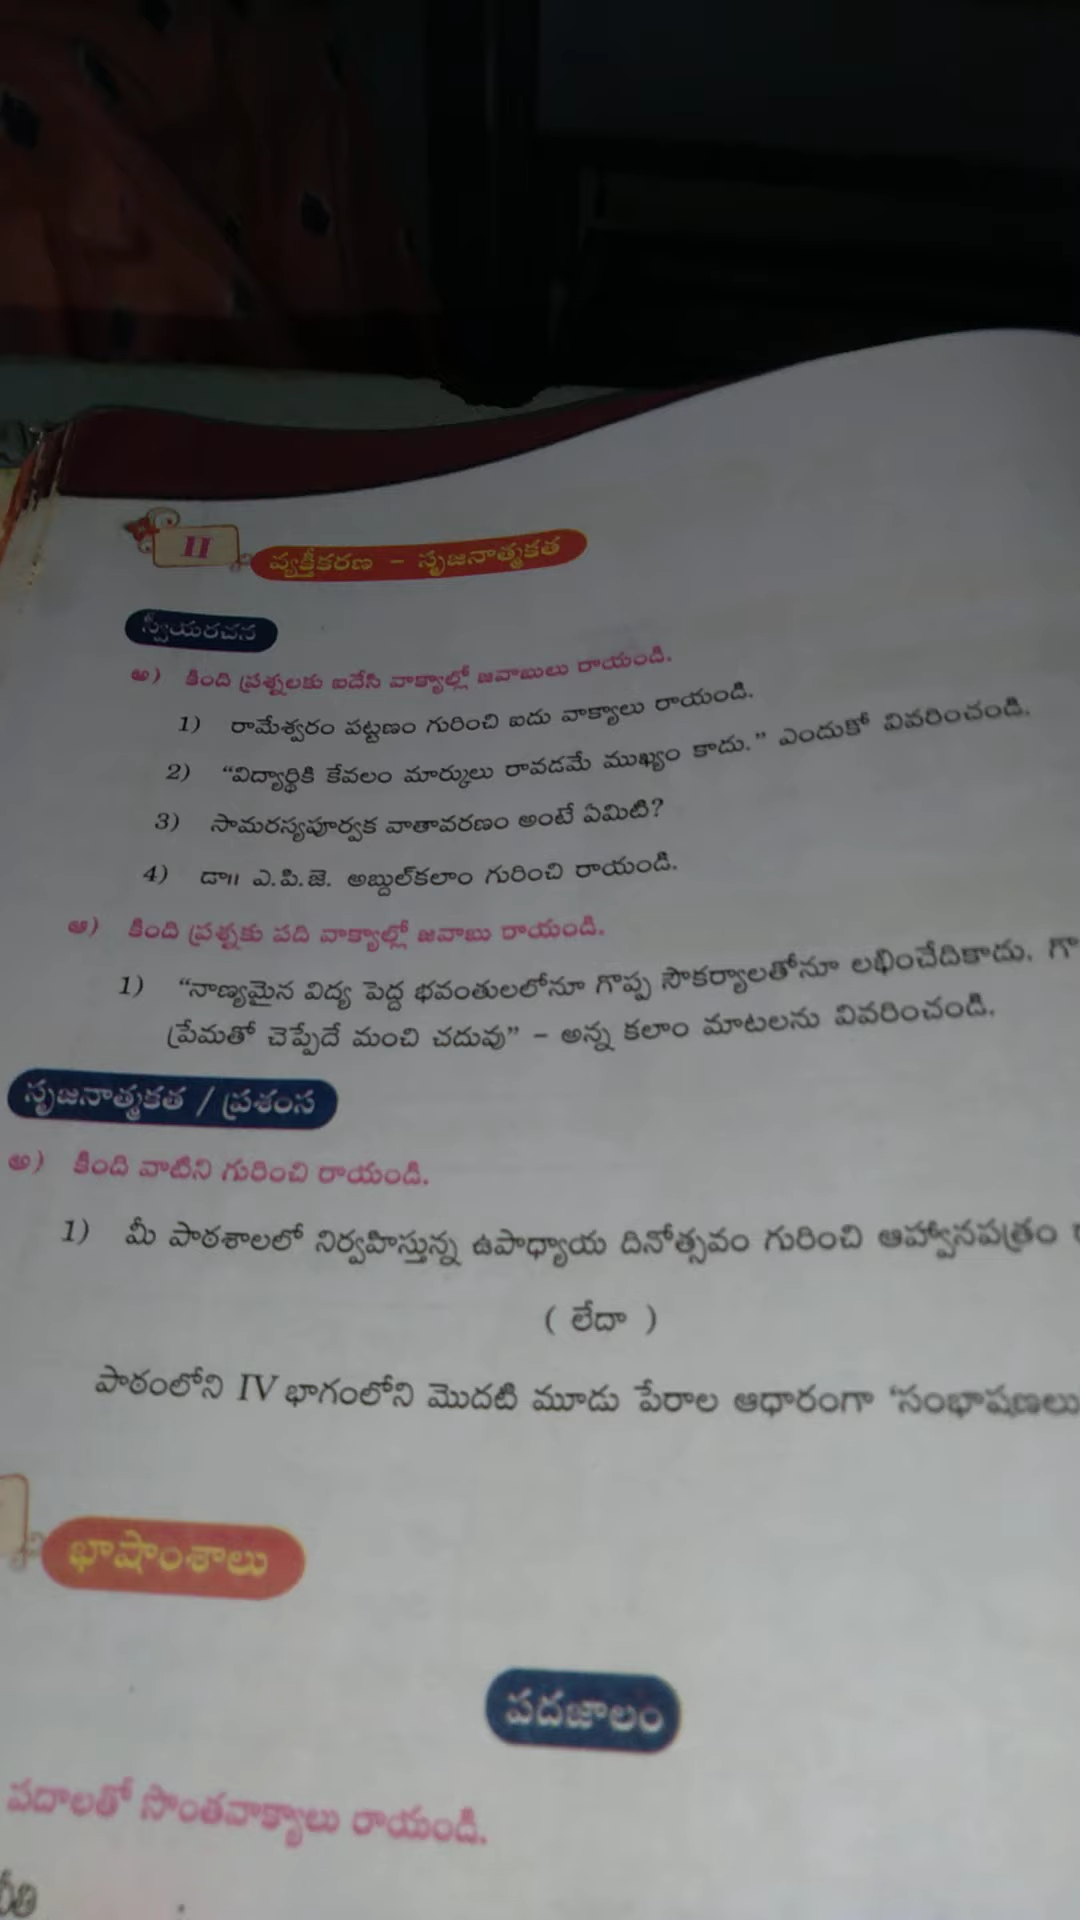 II
వ్యక్తీకరణ – సృజనాత్మకత
స్వీయరచన
అ) కింది ప్రశ్నలకు ఐదేసి వాక్యాల్లో జవాబులు రాయండి.
1) రామేశ్వరం పట్టణం గురించి ఐదు వాక్యాలు రాయండి.
2) “విద్యార్థికి కేవలం మార్కులు రావడమే ముఖ్యం కాదు.” ఎందుకో వివరించండి.
3) సామరస్యపూర్వక వాతావరణం అంటే ఏమిటి?
4) డా॥ ఎ.పి.జె. అబ్దుల్‌కలాం గురించి రాయండి.
ఆ) కింది ప్రశ్నకు పది వాక్యాల్లో జవాబు రాయండి.
1) “నాణ్యమైన విద్య పెద్ద భవంతులలోనూ గొప్ప సౌకర్యాలతోనూ లభించేదికాదు. గొ
ప్రేమతో చెప్పేదే మంచి చదువు” – అన్న కలాం మాటలను వివరించండి.
సృజనాత్మకత / ప్రశంస
అ) కింది వాటిని గురించి రాయండి.
1) మీ పాఠశాలలో నిర్వహిస్తున్న ఉపాధ్యాయ దినోత్సవం గురించి ఆహ్వానపత్రం
( లేదా )
పాఠంలోని IV భాగంలోని మొదటి మూడు పేరాల ఆధారంగా ‘సంభాషణలు
భాషాంశాలు
పదజాలం
పదాలతో సొంతవాక్యాలు రాయండి.